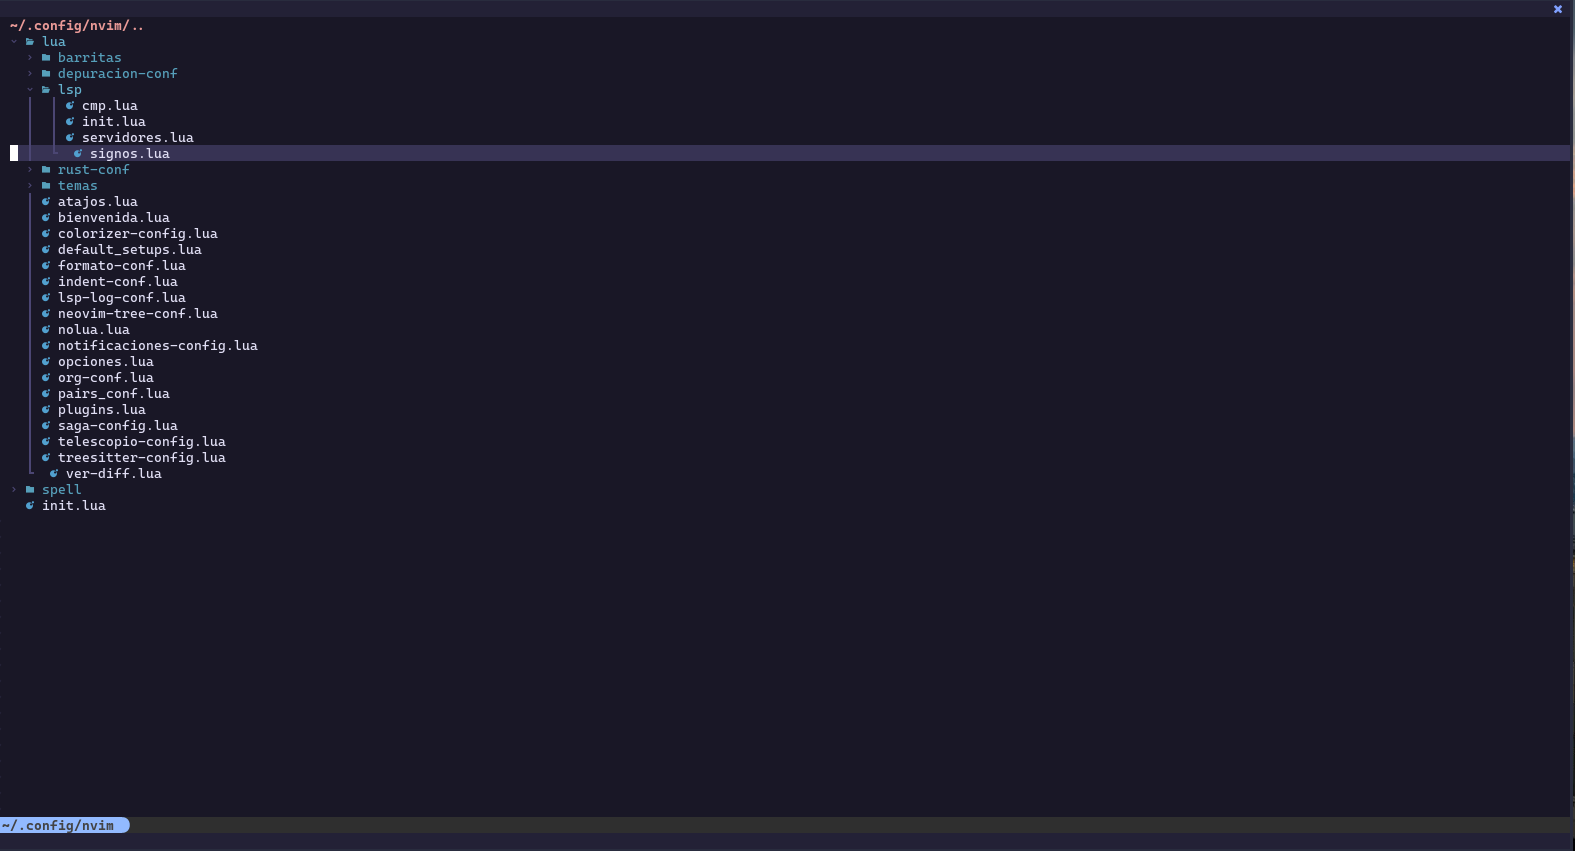 ~/.config/nvim/..
lua
barritas
depuracion-conf
lsp
cmp.lua
init.lua
servidores.lua
signos.lua
rust-conf
temas
atajos.lua
bienvenida.lua
colorizer-config.lua
default_setups.lua
formato-conf.lua
indent-conf.lua
lsp-log-conf.lua
neovim-tree-conf.lua
nolua.lua
notificaciones-config.lua
opciones.lua
org-conf.lua
pairs_conf.lua
plugins.lua
saga-config.lua
telescopio-config.lua
treesitter-config.lua
ver-diff.lua
spell
init.lua
~/.config/nvim